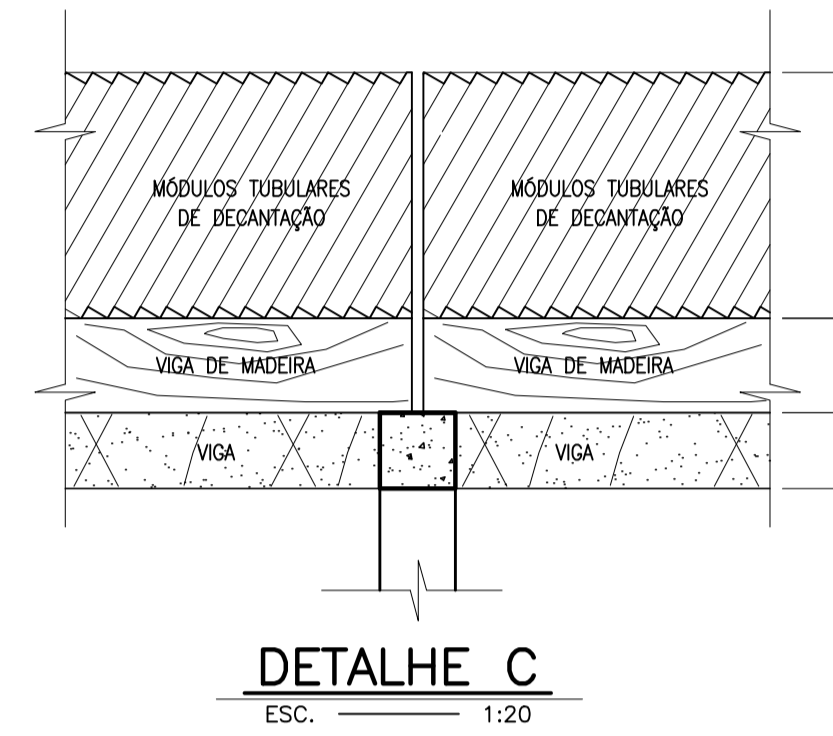 MÓDULOS TUBULARES
DE DECANTAÇÃO
MÓDULOS TUBULARES
DE DECANTAÇÃO
VIGA DE MADEIRA
VIGA DE MADEIRA
VIGA
VIGA
DETALHE C
ESC. 1:20